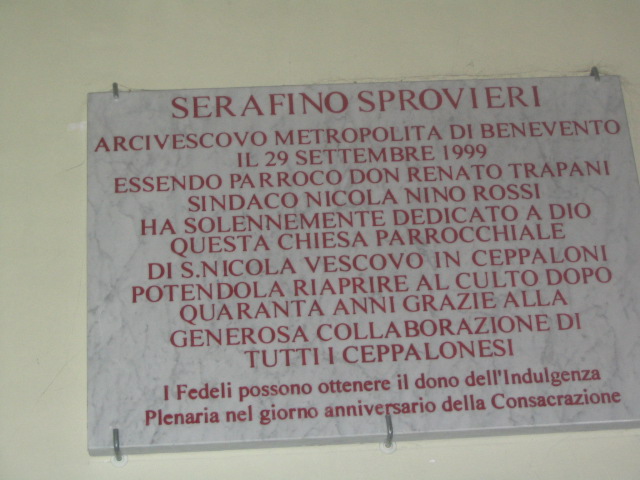 SERAFINO SPROVIERI
ARCIVESCOVO METROPOLITA DI BENEVENTO
IL 29 SETTEMBRE 1999
ESSENDO PARROCO DON RENATO TRAPANI
SINDACO NICOLA NINO ROSSI
HA SOLENNEMENTE DEDICATO A DIO
QUESTA CHIESA PARROCCHIALE
DI S.NICOLA VESCOVO IN CEPPALONI
POTENDOLA RIAPRIRE AL CULTO DOPO
QUARANTA ANNI GRAZIE ALLA
GENEROSA COLLABORAZIONE DI
TUTTI I CEPPALONESI
I Fedeli possono ottenere il dono dell'Indulgenza
Plenaria nel giorno anniversario della Consacrazione